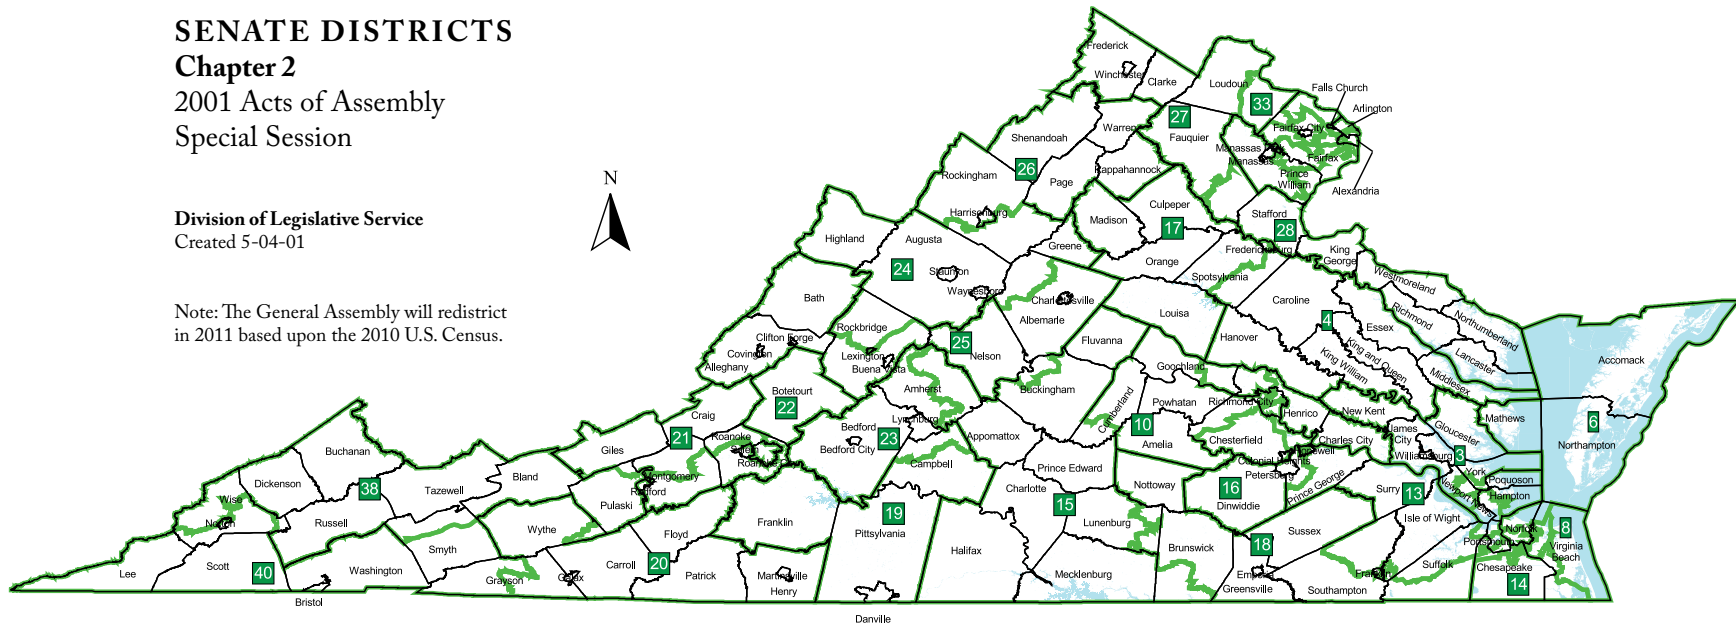 SENATE DISTRICTS
Chapter 2
2001 Acts of Assembly
Special Session
Division of Legislative Service
Created 5-04-01
Note: The General Assembly will redistrict
in 2011 based upon the 2010 U.S. Census.
N
Frederick
Winchester
Clarke
Loudoun
33
Falls Church
Arlington
27
Fauquier
Fairfax City
Fairfax
Manassas Park
Manassas
Prince
William
Alexandria
Shenandoah
Warren
26
Rockingham
Page
Rappahannock
Harrisonburg
Madison
Culpeper
17
Stafford
28
Highland
Augusta
Greene
Orange
Fredericksburg
King
George
24
Staunton
Waynesboro
Spotsylvania
Westmoreland
Bath
Charlottesville
Albemarle
Louisa
Caroline
4
Essex
Richmond
Northumberland
Lancaster
Clifton Forge
Covington
Alleghany
Rockbridge
Lexington
Buena Vista
25
Nelson
Fluvanna
Hanover
King and Queen
King William
Middlesex
Accomack
Botetourt
22
Amherst
Buckingham
Goochland
Cumberland
Powhatan
Richmond City
Henrico
New Kent
Mathews
Gloucester
6
Northampton
Craig
21
Roanoke
Salem
Roanoke City
Bedford
Bedford City
23
Lynchburg
Appomattox
10
Amelia
Chesterfield
Colonial Heights
Hopewell
Charles City
James
City
Williamsburg
3
York
Poquoson
Giles
Montgomery
Radford
Campbell
Prince Edward
Petersburg
Prince George
Newport News
Hampton
Buchanan
Dickenson
38
Tazewell
Bland
Wise
Norton
Russell
Pulaski
Wythe
Floyd
Franklin
19
Pittsylvania
Charlotte
15
Nottoway
Lunenburg
16
Dinwiddie
Surry
13
Isle of Wight
Norfolk
Portsmouth
8
Virginia
Beach
Lee
Scott
40
Washington
Smyth
Grayson
Galax
Carroll
20
Patrick
Martinsville
Henry
Halifax
Mecklenburg
Brunswick
Sussex
18
Emporia
Greensville
Southampton
Franklin
Suffolk
Chesapeake
14
Bristol
Danville